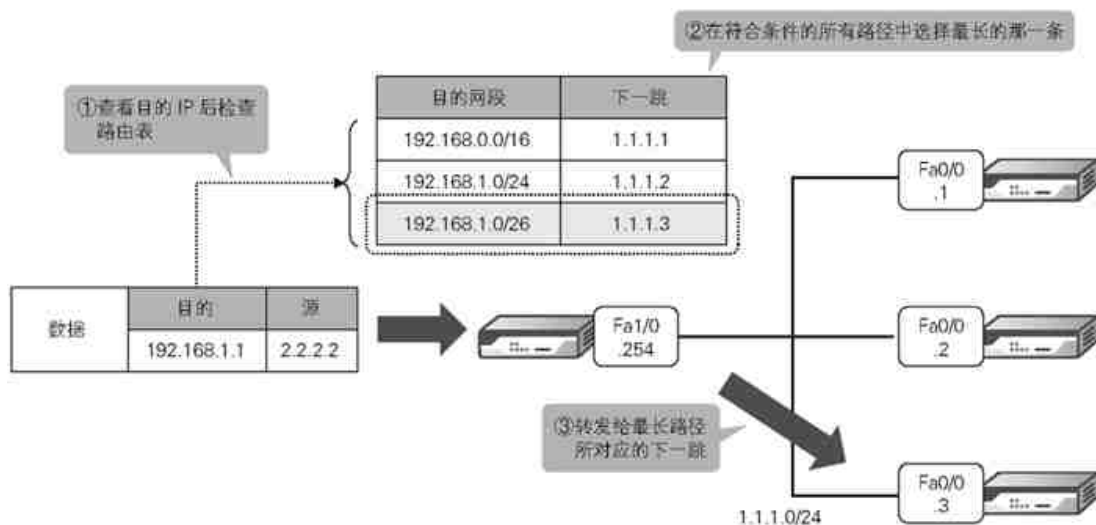 ②在符合条件的所有路径中选择最长的那一条
①查看目的 IP 后检查
路由表
目的网段 下一跳
192.168.0.0/16 1.1.1.1
192.168.1.0/24 1.1.1.2
192.168.1.0/26 1.1.1.3
Fa0/0
.1
数据
目的 源
192.168.1.1 2.2.2.2
Fa1/0
.254
Fa0/0
.2
③转发给最长路径
所对应的下一跳
Fa0/0
.3
1.1.1.0/24